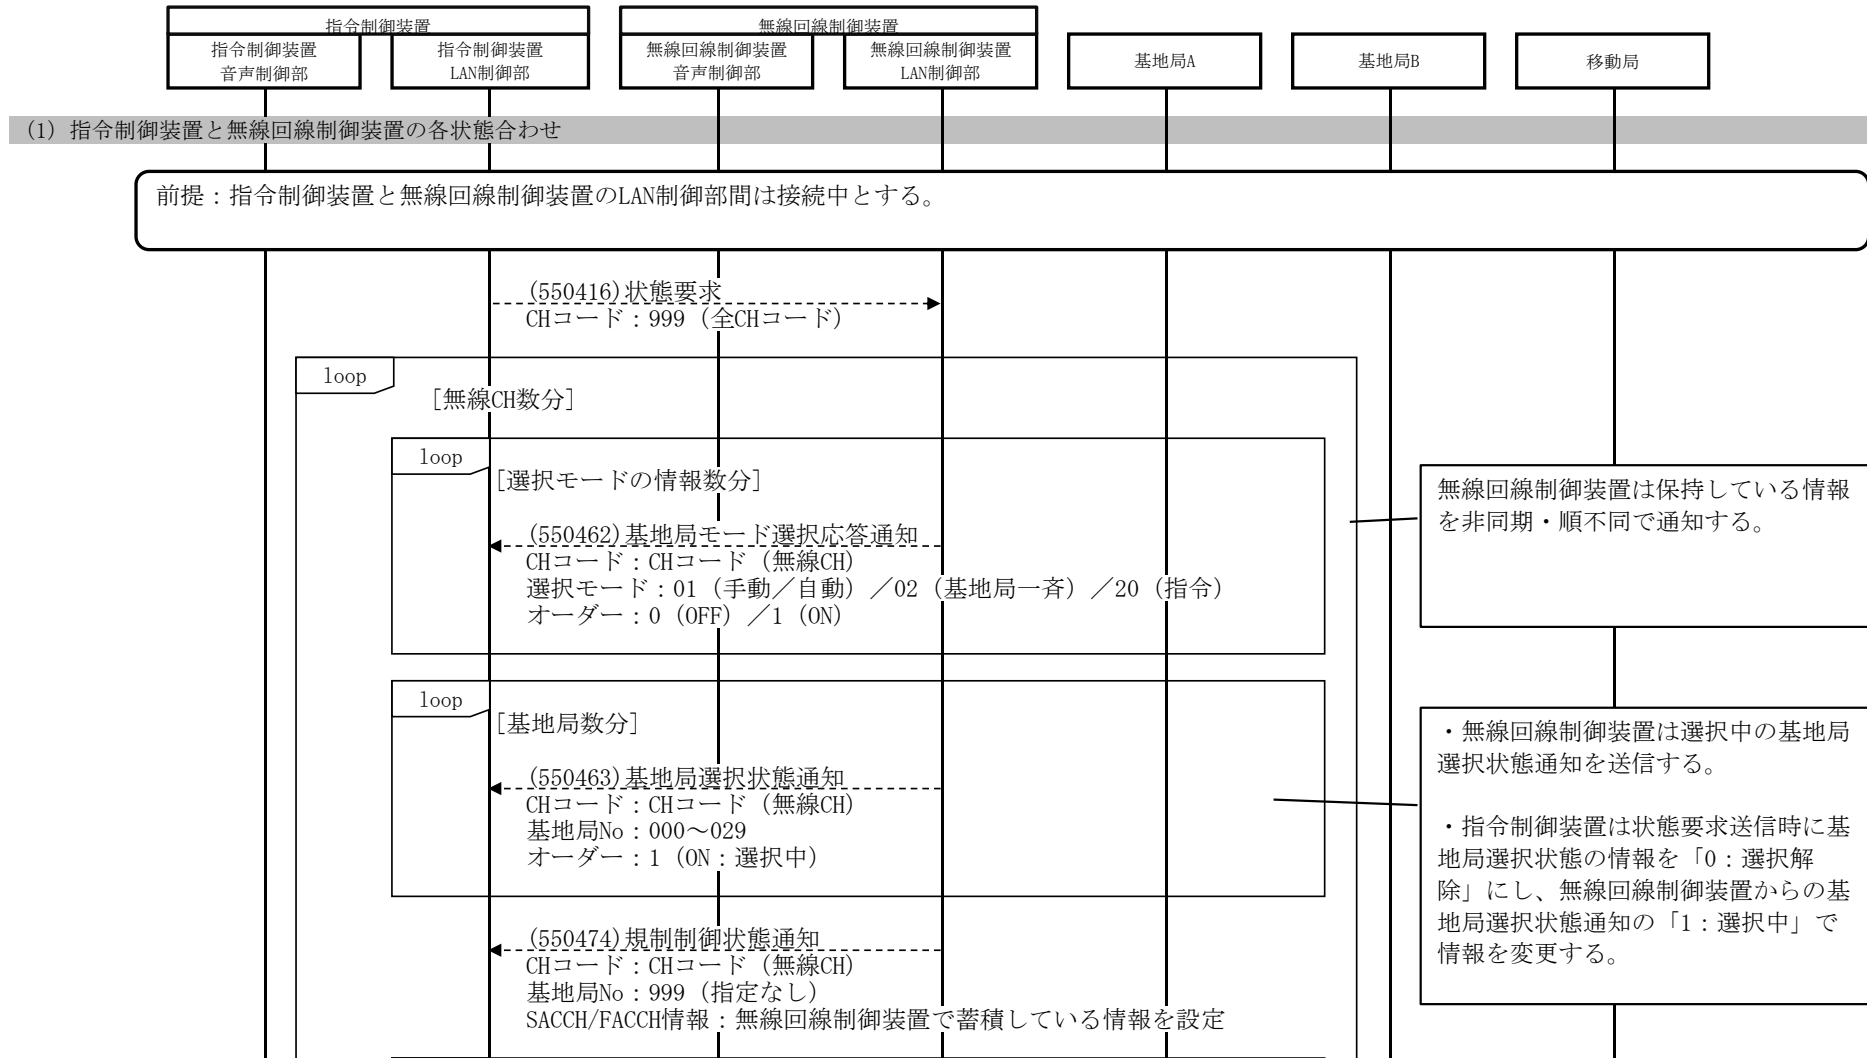 指令制御装置
無線回線制御装置
指令制御装置
音声制御部
指令制御装置
LAN制御部
無線回線制御装置
音声制御部
無線回線制御装置
LAN制御部
基地局A
基地局B
移動局
(1) 指令制御装置と無線回線制御装置の各状態合わせ
前提：指令制御装置と無線回線制御装置のLAN制御部間は接続中とする。
(550416)状態要求
CHコード：999（全CHコード）
loop
[無線CH数分]
loop
[選択モードの情報数分]
(550462)基地局モード選択応答通知
CHコード：CHコード（無線CH）
選択モード：01（手動／自動）／02（基地局一斉）／20（指令）
オーダー：0（OFF）／1（ON）
無線回線制御装置は保持している情報
を非同期・順不同で通知する。
loop
[基地局数分]
(550463)基地局選択状態通知
CHコード：CHコード（無線CH）
基地局No：000～029
オーダー：1（ON：選択中）
・無線回線制御装置は選択中の基地局
選択状態通知を送信する。
・指令制御装置は状態要求送信時に基
地局選択状態の情報を「0：選択解
除」にし、無線回線制御装置からの基
地局選択状態通知の「1：選択中」で
情報を変更する。
(550474)規制制御状態通知
CHコード：CHコード（無線CH）
基地局No：999（指定なし）
SACCH/FACCH情報：無線回線制御装置で蓄積している情報を設定